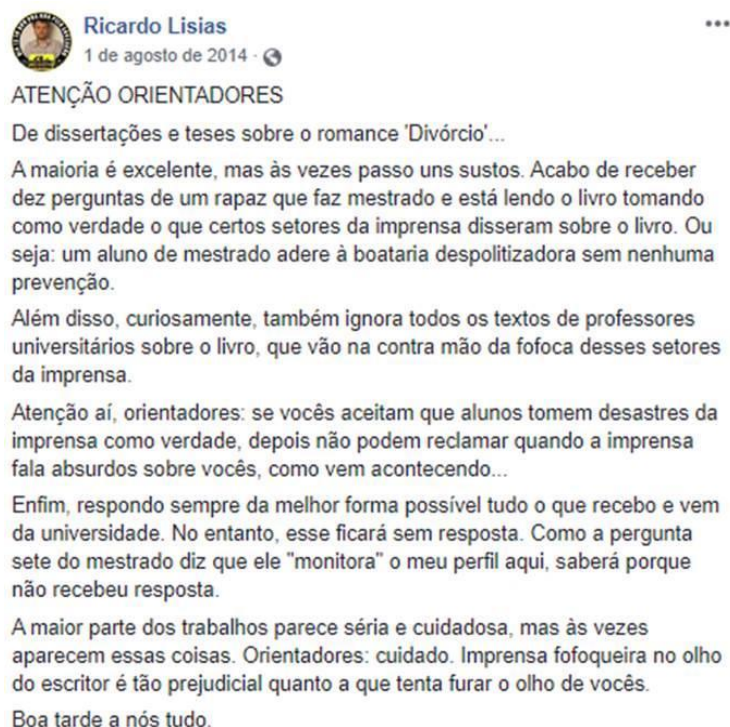 Ricardo Lisias
1 de agosto de 2014 ·
ATENÇÃO ORIENTADORES
De dissertações e teses sobre o romance 'Divórcio'...
A maioria é excelente, mas às vezes passo uns sustos. Acabo de receber
dez perguntas de um rapaz que faz mestrado e está lendo o livro tomando
como verdade o que certos setores da imprensa disseram sobre o livro. Ou
seja: um aluno de mestrado adere à boataria despolitizadora sem nenhuma
prevenção.
Além disso, curiosamente, também ignora todos os textos de professores
universitários sobre o livro, que vão na contra mão da fofoca desses setores
da imprensa.
Atenção aí, orientadores: se vocês aceitam que alunos tomem desastres da
imprensa como verdade, depois não podem reclamar quando a imprensa
fala absurdos sobre vocês, como vem acontecendo...
Enfim, respondo sempre da melhor forma possível tudo o que recebo e vem
da universidade. No entanto, esse ficará sem resposta. Como a pergunta
sete do mestrado diz que ele "monitora" o meu perfil aqui, saberá porque
não recebeu resposta.
A maior parte dos trabalhos parece séria e cuidadosa, mas às vezes
aparecem essas coisas. Orientadores: cuidado. Imprensa fofoqueira no olho
do escritor é tão prejudicial quanto a que tenta furar o olho de vocês.
Boa tarde a nós tudo.